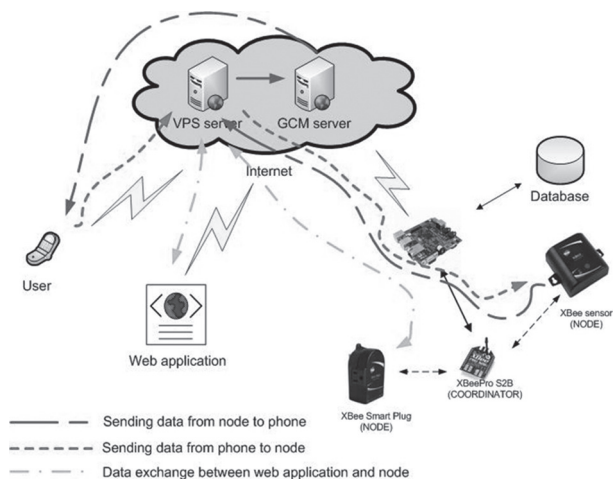 VPS server
GCM server
Internet
Database
User
XBee sensor
(NODE)
Web application
XBeePro S2B
(COORDINATOR)
XBee Smart Plug
(NODE)
Sending data from node to phone
Sending data from phone to node
Data exchange between web application and node